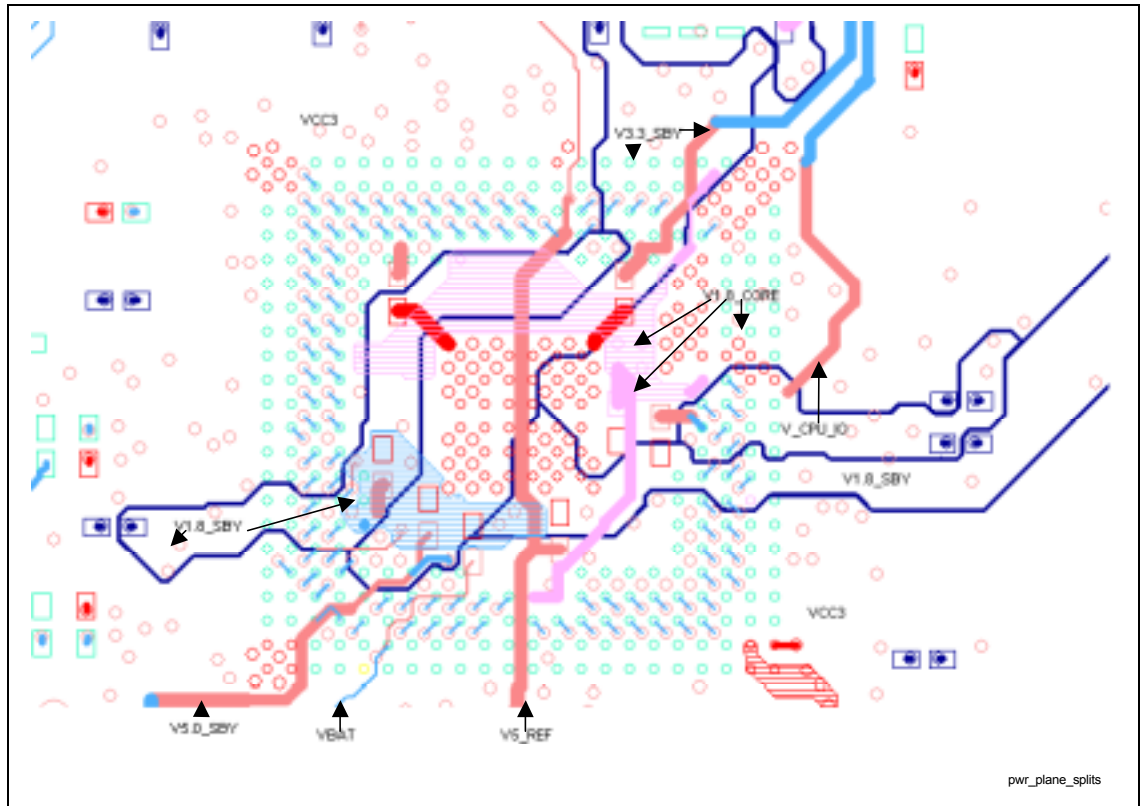 VCC3
V3.3_SBY
V1.8_CORE
V_CPU_IO
V1.8_SBY
V1.8_SBY
VCC3
V5.0_SBY
VBAT
V5_REF
pwr_plane_splits